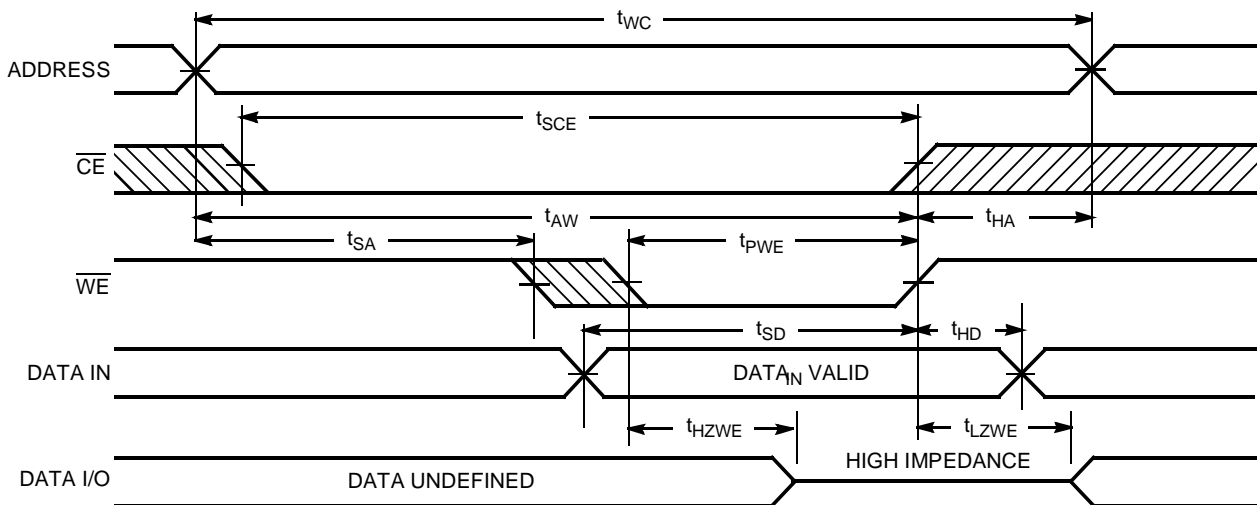 tWC
ADDRESS
tSCE
CE
tAW
tHA
tSA
tPWE
WE
tSD
tHD
DATA IN
DATAIN VALID
tHZWE
tLZWE
HIGH IMPEDANCE
DATA I/O
DATA UNDEFINED